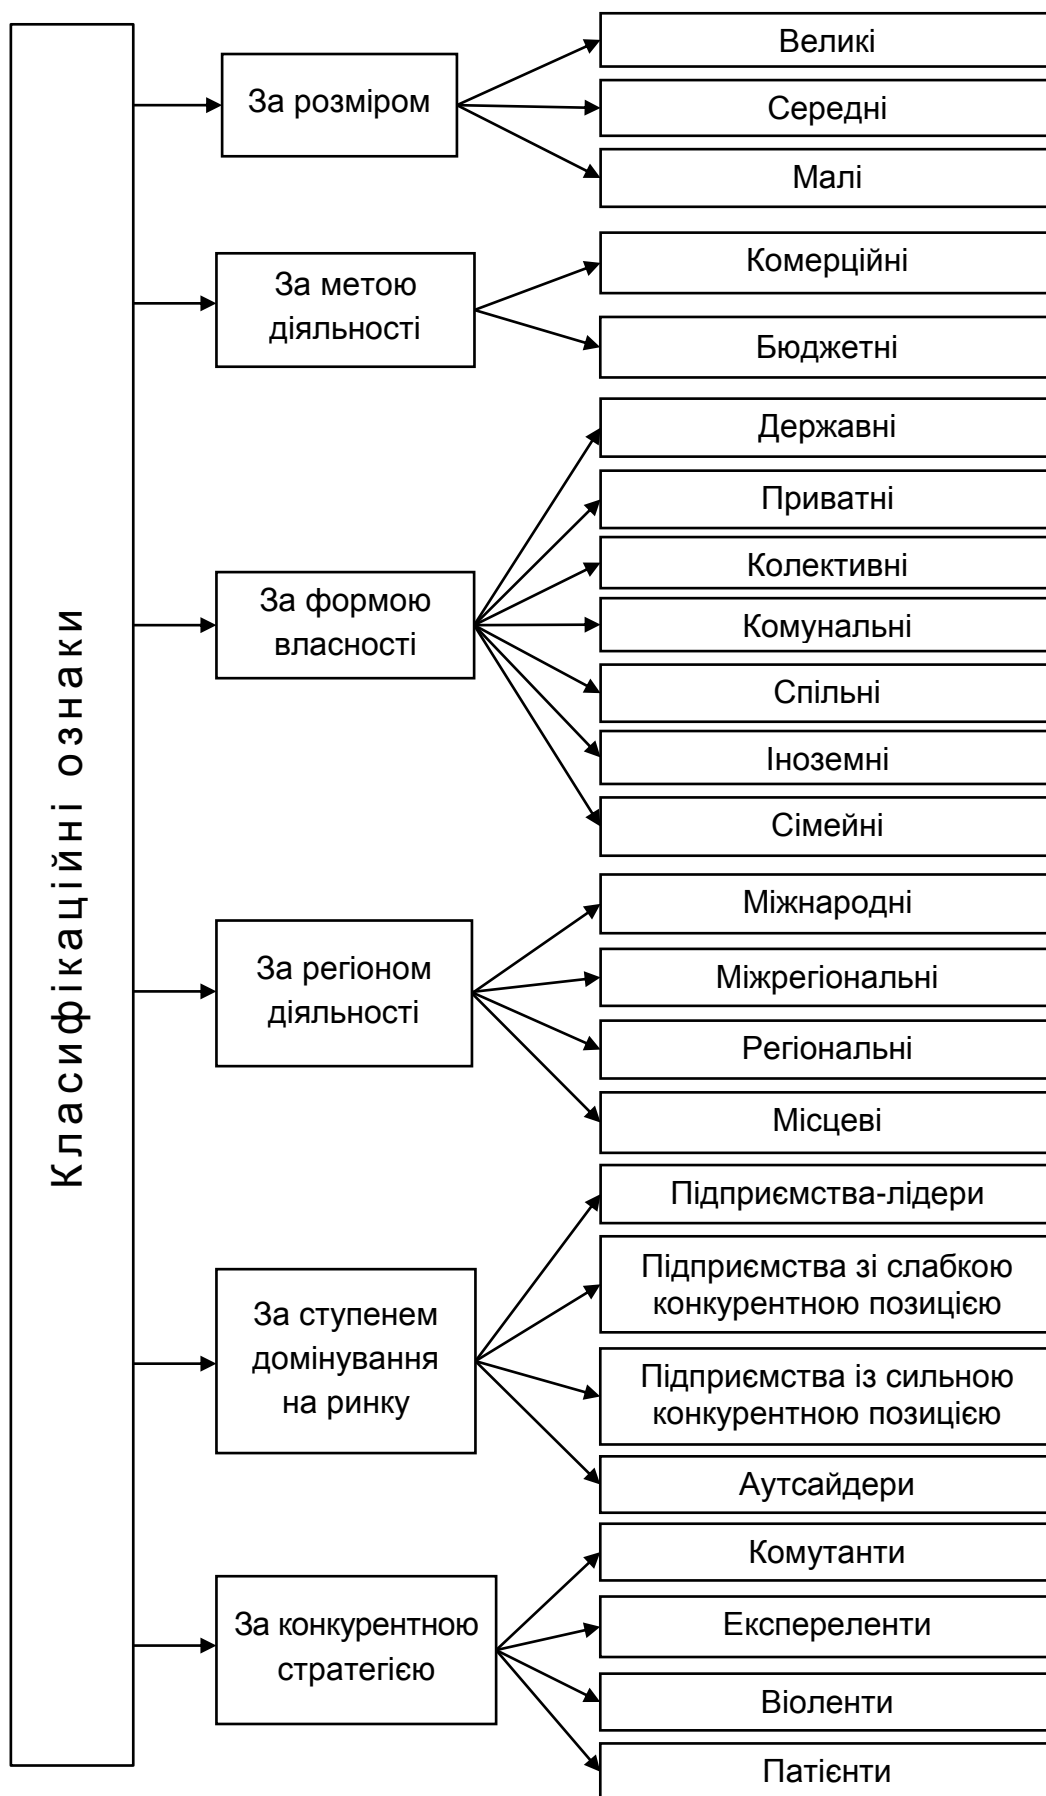 Класифікаційні ознаки
За розміром
Великі
Середні
Малі
За метою
діяльності
Комерційні
Бюджетні
За формою
власності
Державні
Приватні
Колективні
Комунальні
Спільні
Іноземні
Сімейні
За регіоном
діяльності
Міжнародні
Міжрегіональні
Регіональні
Місцеві
За ступенем
домінування
на ринку
Підприємства-лідери
Підприємства зі слабкою
конкурентною позицією
Підприємства із сильною
конкурентною позицією
Аутсайдери
За конкурентною
стратегією
Комутанти
Експереленти
Віоленти
Патієнти